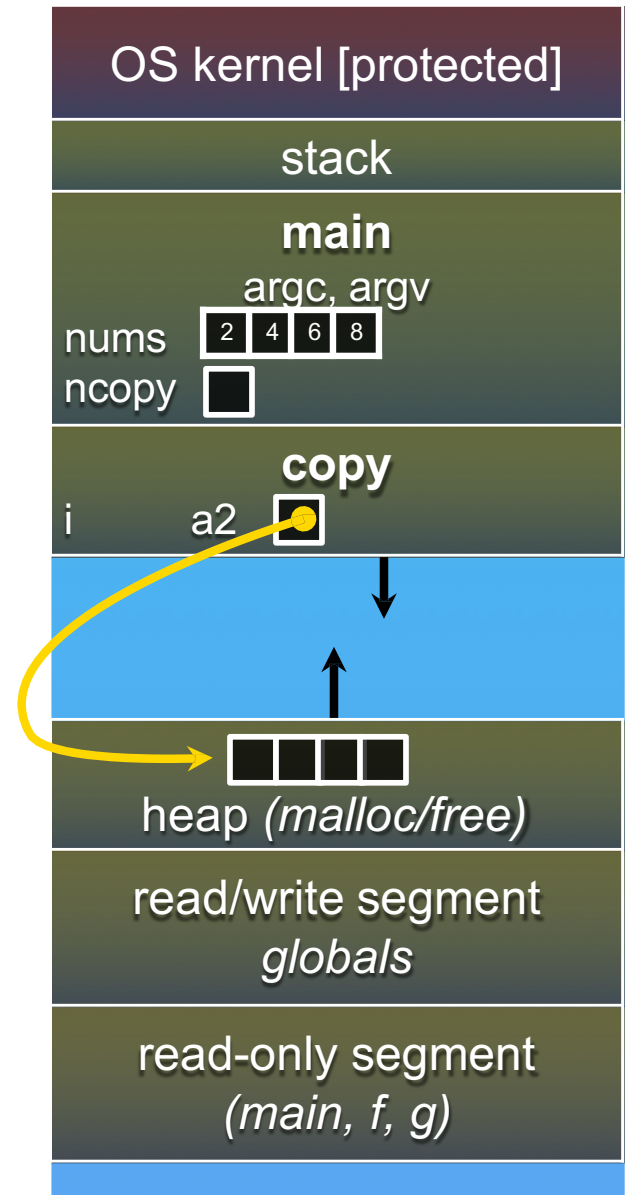 OS kernel [protected]
stack
main
argc, argv
nums 2 4 6 8
ncopy
copy
i a2
heap (malloc/free)
read/write segment
globals
read-only segment
(main, f, g)